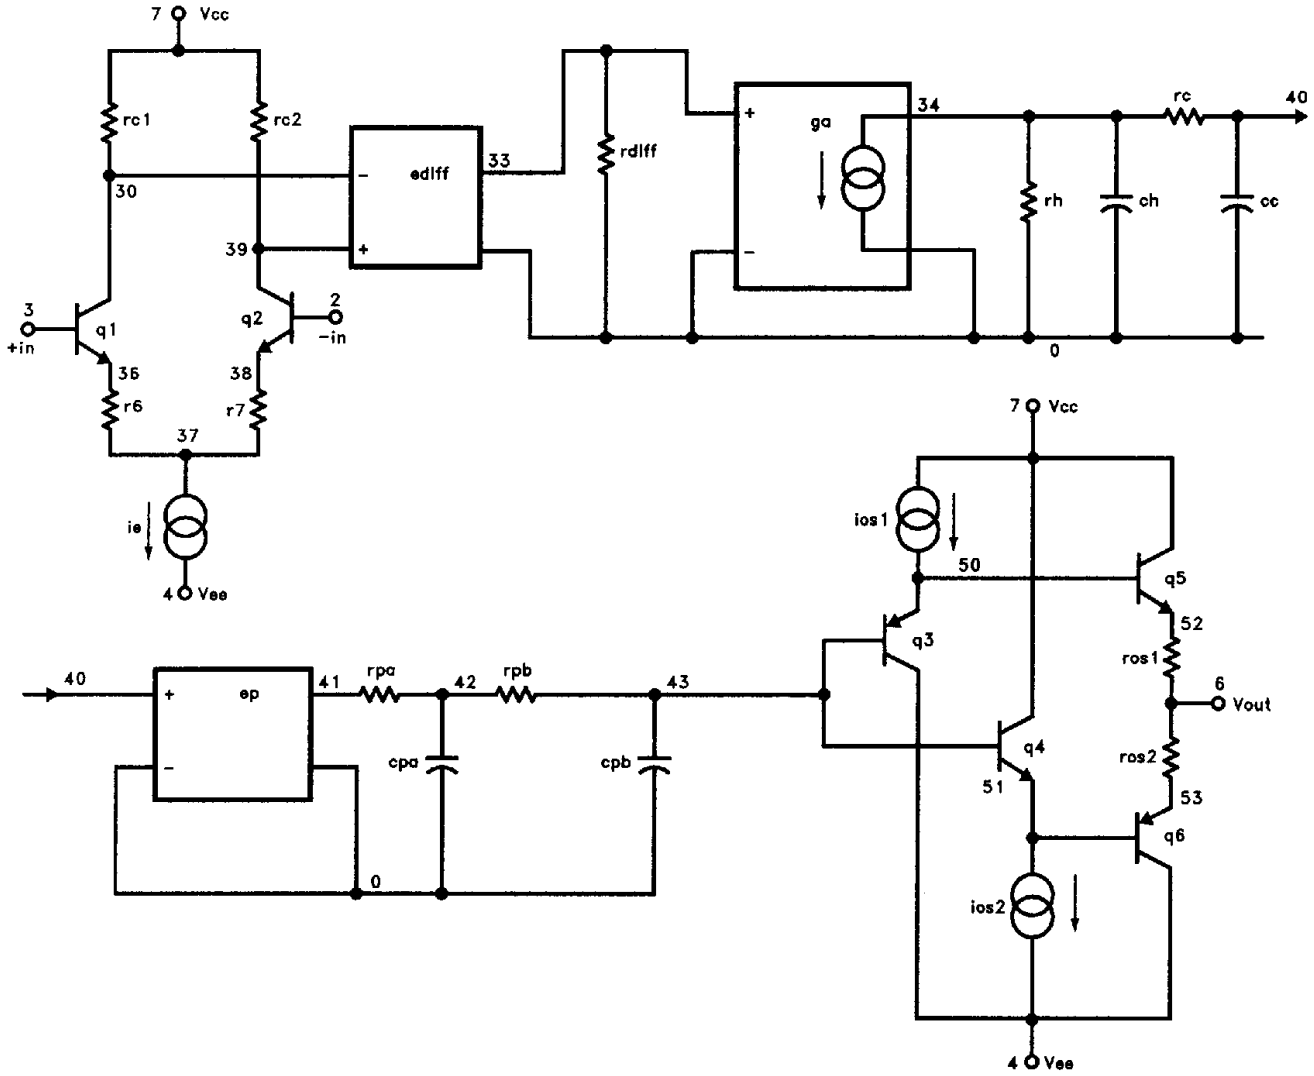 7 Vcc
rc1
rc2
30
39
3
+in
q1
q2
2
-in
36
38
r6
r7
37
ie
4 Vee
-
+
ediff
33
rdiff
+
-
ga
34
rh
ch
rc
cc
40
0
40
+
-
ep
41
rpa
42
rpb
43
cpa
cpb
0
7 Vcc
ios1
50
q3
q5
52
ros1
6
Vout
q4
51
ros2
53
q6
ios2
4 Vee